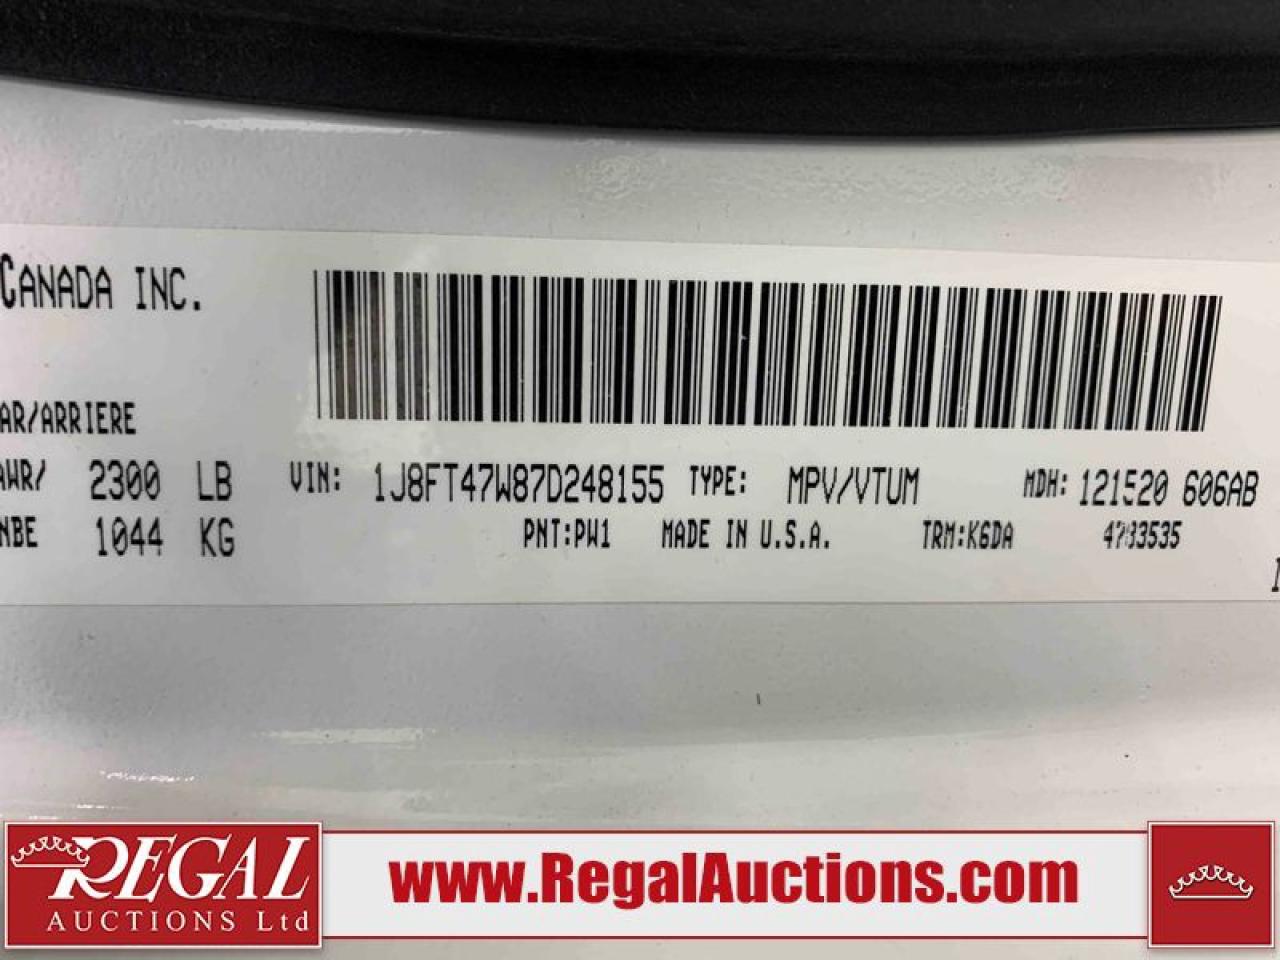 CANADA INC.
AR/ARRIERE
AWR/ 2300 LB VIN: 1J8FT47W87D248155 TYPE: MPV/VTUM MDH: 121520 606AB
NBE 1044 KG PNT:PW1 MADE IN U.S.A. TRM:K6DA 4783535
REGAL
AUCTIONS Ltd
www.RegalAuctions.com